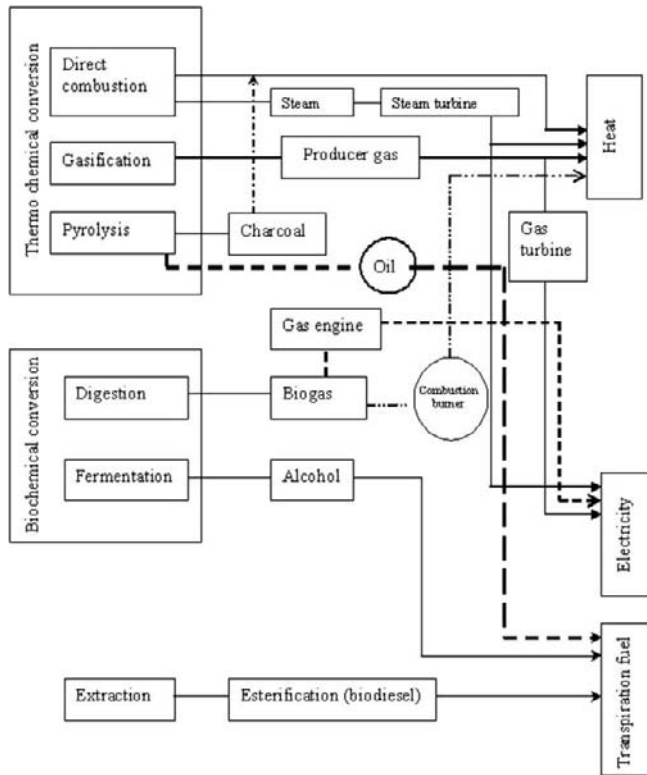 Thermo chemical conversion
Direct
combustion
Steam
Steam turbine
Heat
Gasification
Producer gas
Pyrolysis
Charcoal
Gas
turbine
Oil
Gas engine
Biochemical conversion
Digestion
Biogas
Combustion
burner
Fermentation
Alcohol
Electricity
Extraction
Esterification (biodiesel)
Transpiration fuel